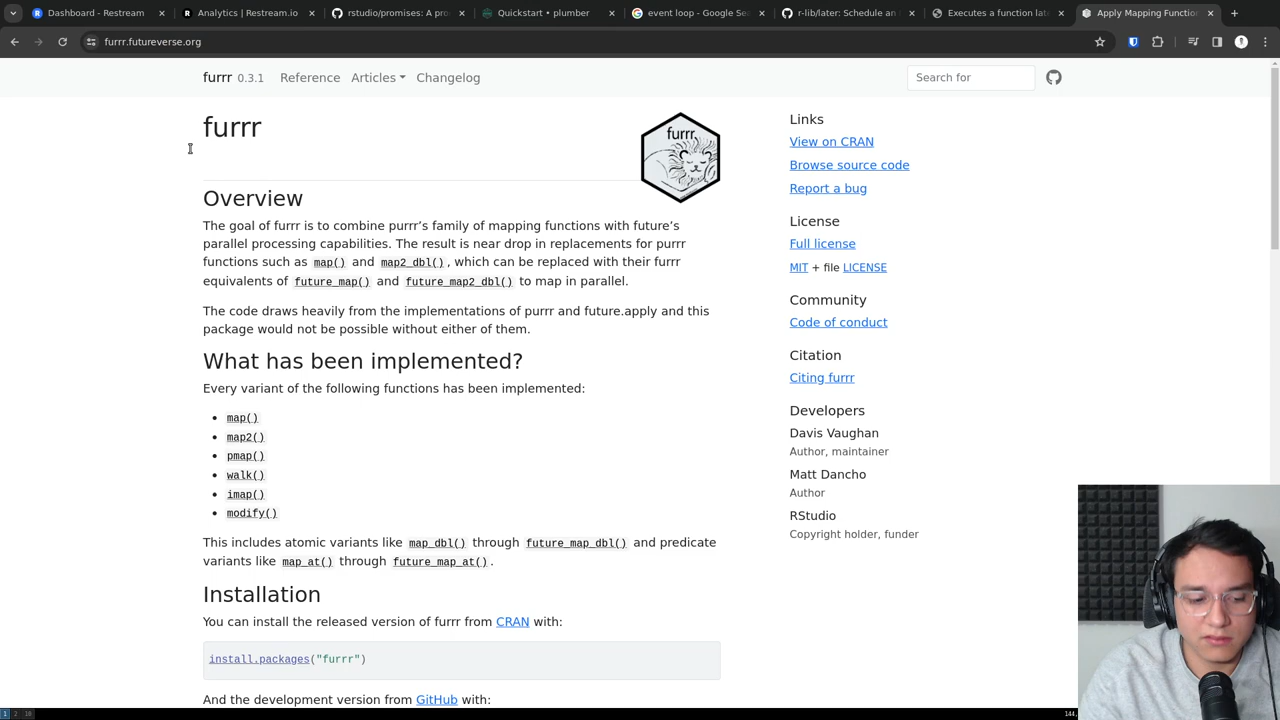 Dashboard - Restream
Analytics | Restream.io
rstudio/promises: A pro
Quickstart • plumber
event loop - Google Sea
r-lib/later: Schedule an
Executes a function late
Apply Mapping Functio
furrr.futureverse.org
furrr 0.3.1 Reference Articles Changelog
Search for
furrr
furrr
Overview
The goal of furrr is to combine purrr's family of mapping functions with future's
parallel processing capabilities. The result is near drop in replacements for purrr
functions such as map() and map2_dbl(), which can be replaced with their furrr
equivalents of future_map() and future_map2_dbl() to map in parallel.
The code draws heavily from the implementations of purrr and future.apply and this
package would not be possible without either of them.
What has been implemented?
Every variant of the following functions has been implemented:
• map()
• map2()
• pmap()
• walk()
• imap()
• modify()
This includes atomic variants like map_dbl() through future_map_dbl() and predicate
variants like map_at() through future_map_at().
Installation
You can install the released version of furrr from CRAN with:
install.packages("furrr")
And the development version from GitHub with:
Links
View on CRAN
Browse source code
Report a bug
License
Full license
MIT + file LICENSE
Community
Code of conduct
Citation
Citing furrr
Developers
Davis Vaughan
Author, maintainer
Matt Dancho
Author
RStudio
Copyright holder, funder
1 2 10
144,